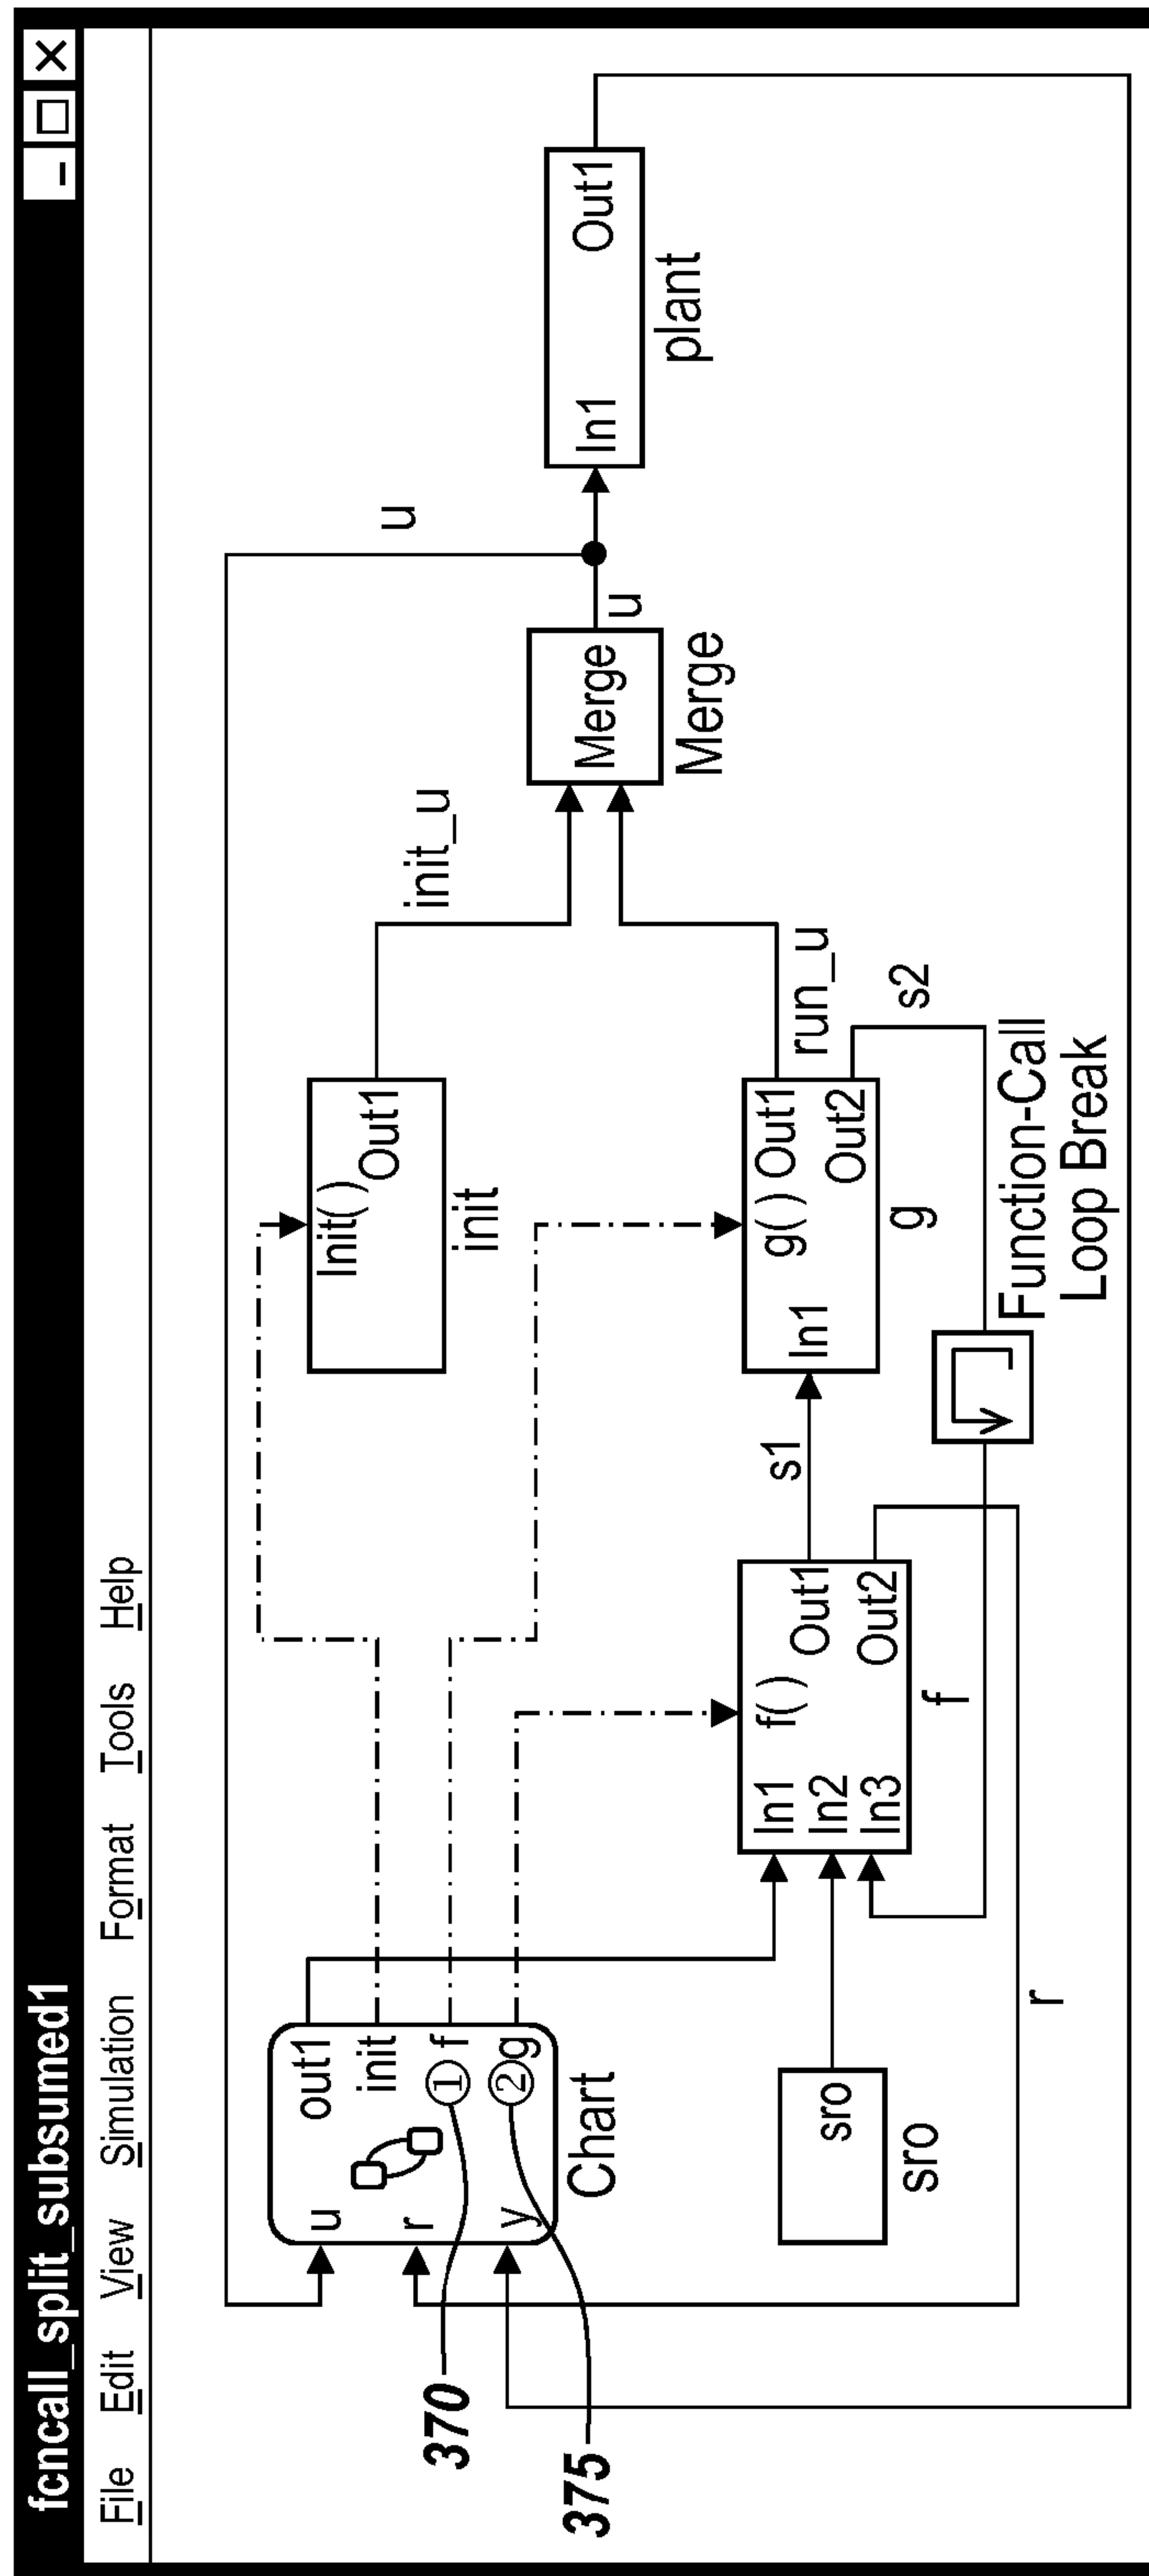 fcncall_split_subsumed1
File Edit View Simulation Format Tools Help
u
u out1
r init
y 1 f
2 g
Chart
370
375
sro
sro
r
In1 f() Out1
In2
In3 Out2
f
s1
Init()
Out1
init
In1 g() Out1
Out2
g
Function-Call
Loop Break
s2
init_u
run_u
Merge
Merge
u
In1 Out1
plant